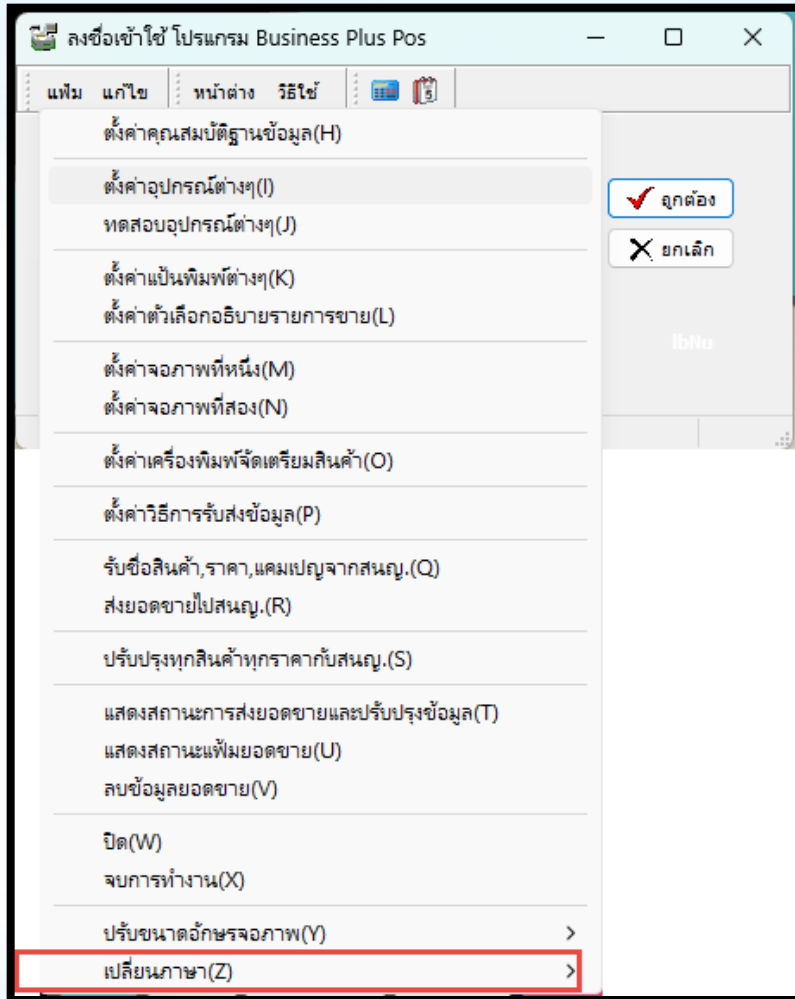 ลงชื่อเข้าใช้ โปรแกรม Business Plus Pos
แฟ้ม แก้ไข หน้าต่าง วิธีใช้ 5
ตั้งค่าคุณสมบัติฐานข้อมูล(H)
ตั้งค่าอุปกรณ์ต่างๆ(I)
ถูกต้อง
ทดสอบอุปกรณ์ต่างๆ(J)
ยกเลิก
ตั้งค่าแป้นพิมพ์ต่างๆ(K)
ตั้งค่าตัวเลือกอธิบายรายการขาย(L)
lbNu
ตั้งค่าจอภาพที่หนึ่ง(M)
ตั้งค่าจอภาพที่สอง(N)
ตั้งค่าเครื่องพิมพ์จัดเตรียมสินค้า(O)
ตั้งค่าวิธีการรับส่งข้อมูล(P)
รับชื่อสินค้า,ราคา,แคมเปญจากสนญ.(Q)
ส่งยอดขายไปสนญ.(R)
ปรับปรุงทุกสินค้าทุกราคากับสนญ.(S)
แสดงสถานะการส่งยอดขายและปรับปรุงข้อมูล(T)
แสดงสถานะแฟ้มยอดขาย(U)
ลบข้อมูลยอดขาย(V)
ปิด(W)
จบการทำงาน(X)
ปรับขนาดอักษรจอภาพ(Y)
เปลี่ยนภาษา(Z)